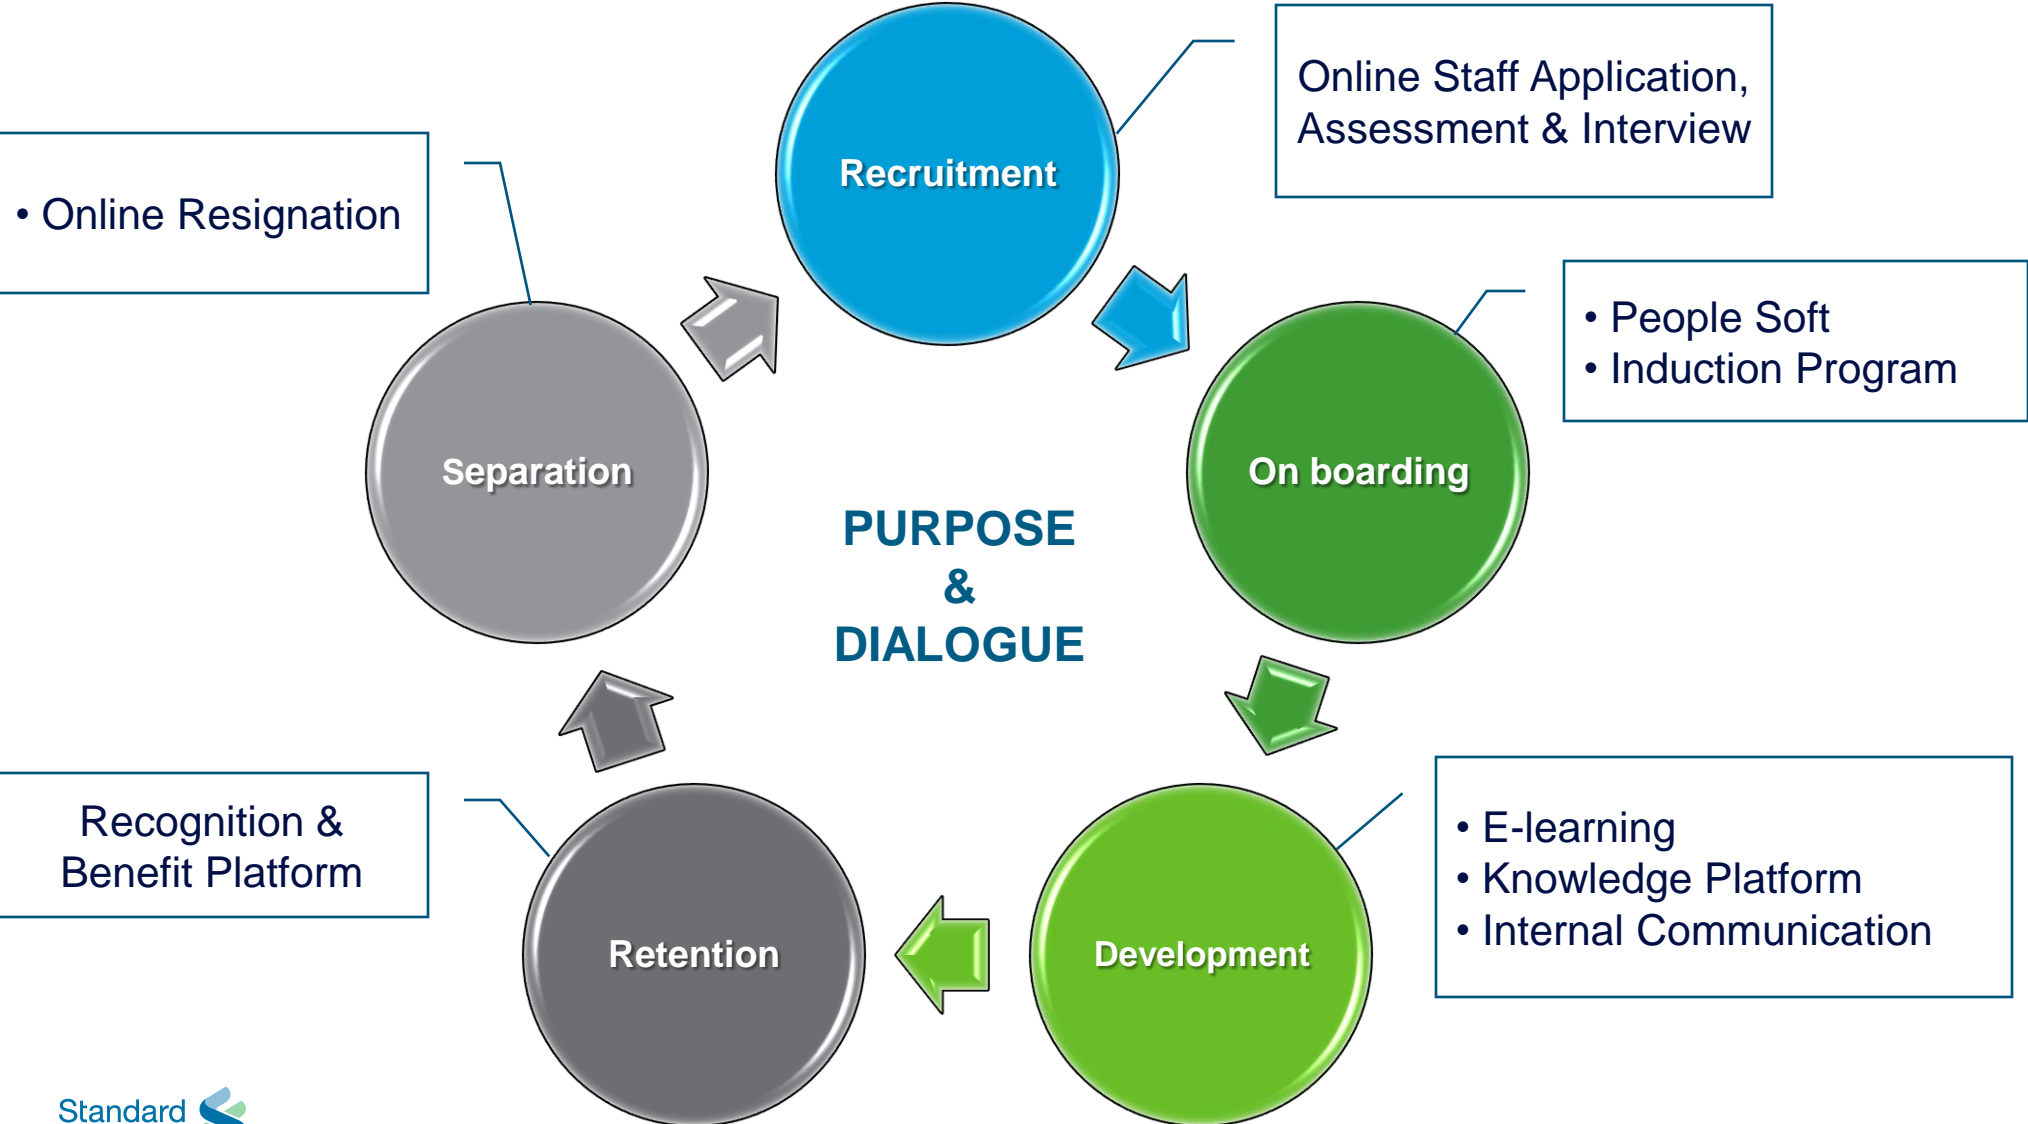 Recruitment
Online Staff Application,
Assessment & Interview
• Online Resignation
• People Soft
• Induction Program
Separation
On boarding
PURPOSE
&
DIALOGUE
Recognition &
Benefit Platform
• E-learning
• Knowledge Platform
• Internal Communication
Retention
Development
Standard